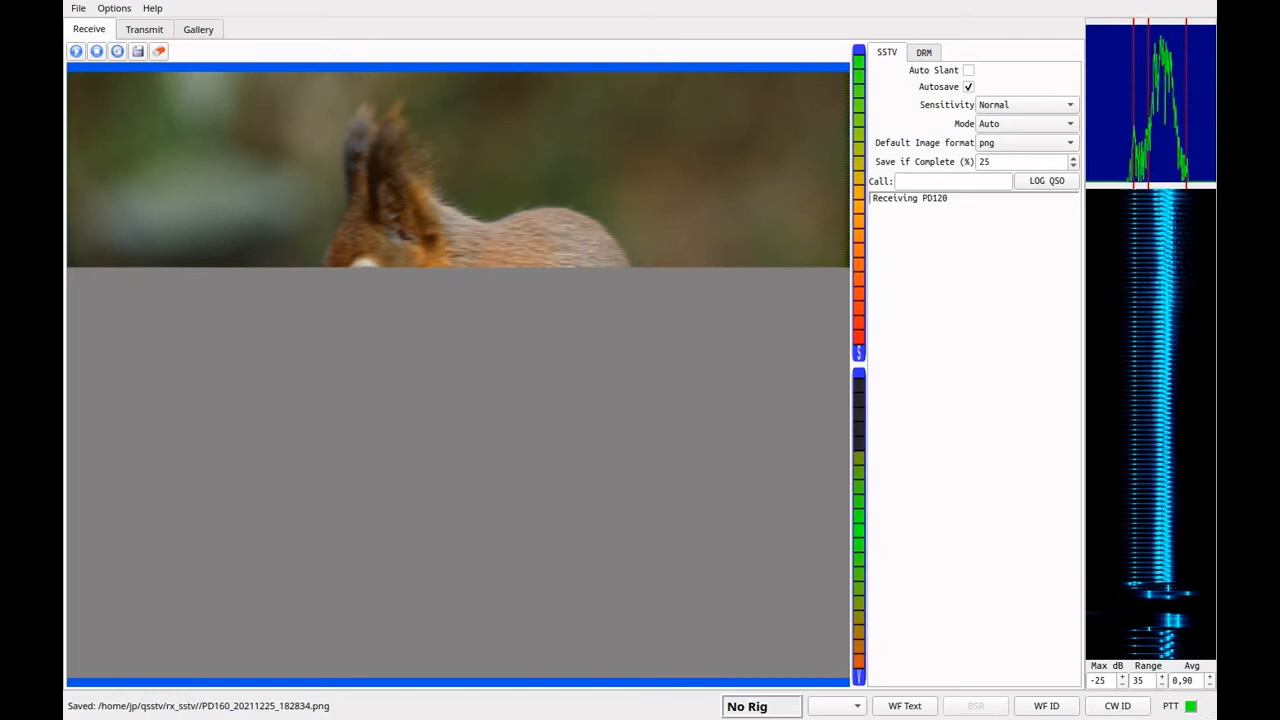 File Options Help
Receive Transmit Gallery
SSTV DRM
Auto Slant
Autosave
Sensitivity Normal
Mode Auto
Default Image format png
Save if Complete (%) 25
Call: LOG QSO
Receiving PD120
S
V
Max dB Range Avg
-25 35 0,90
Saved: /home/jp/qsstv/rx_sstv//PD160_20211225_182834.png
No Rig
WF Text BSR WF ID CW ID PTT